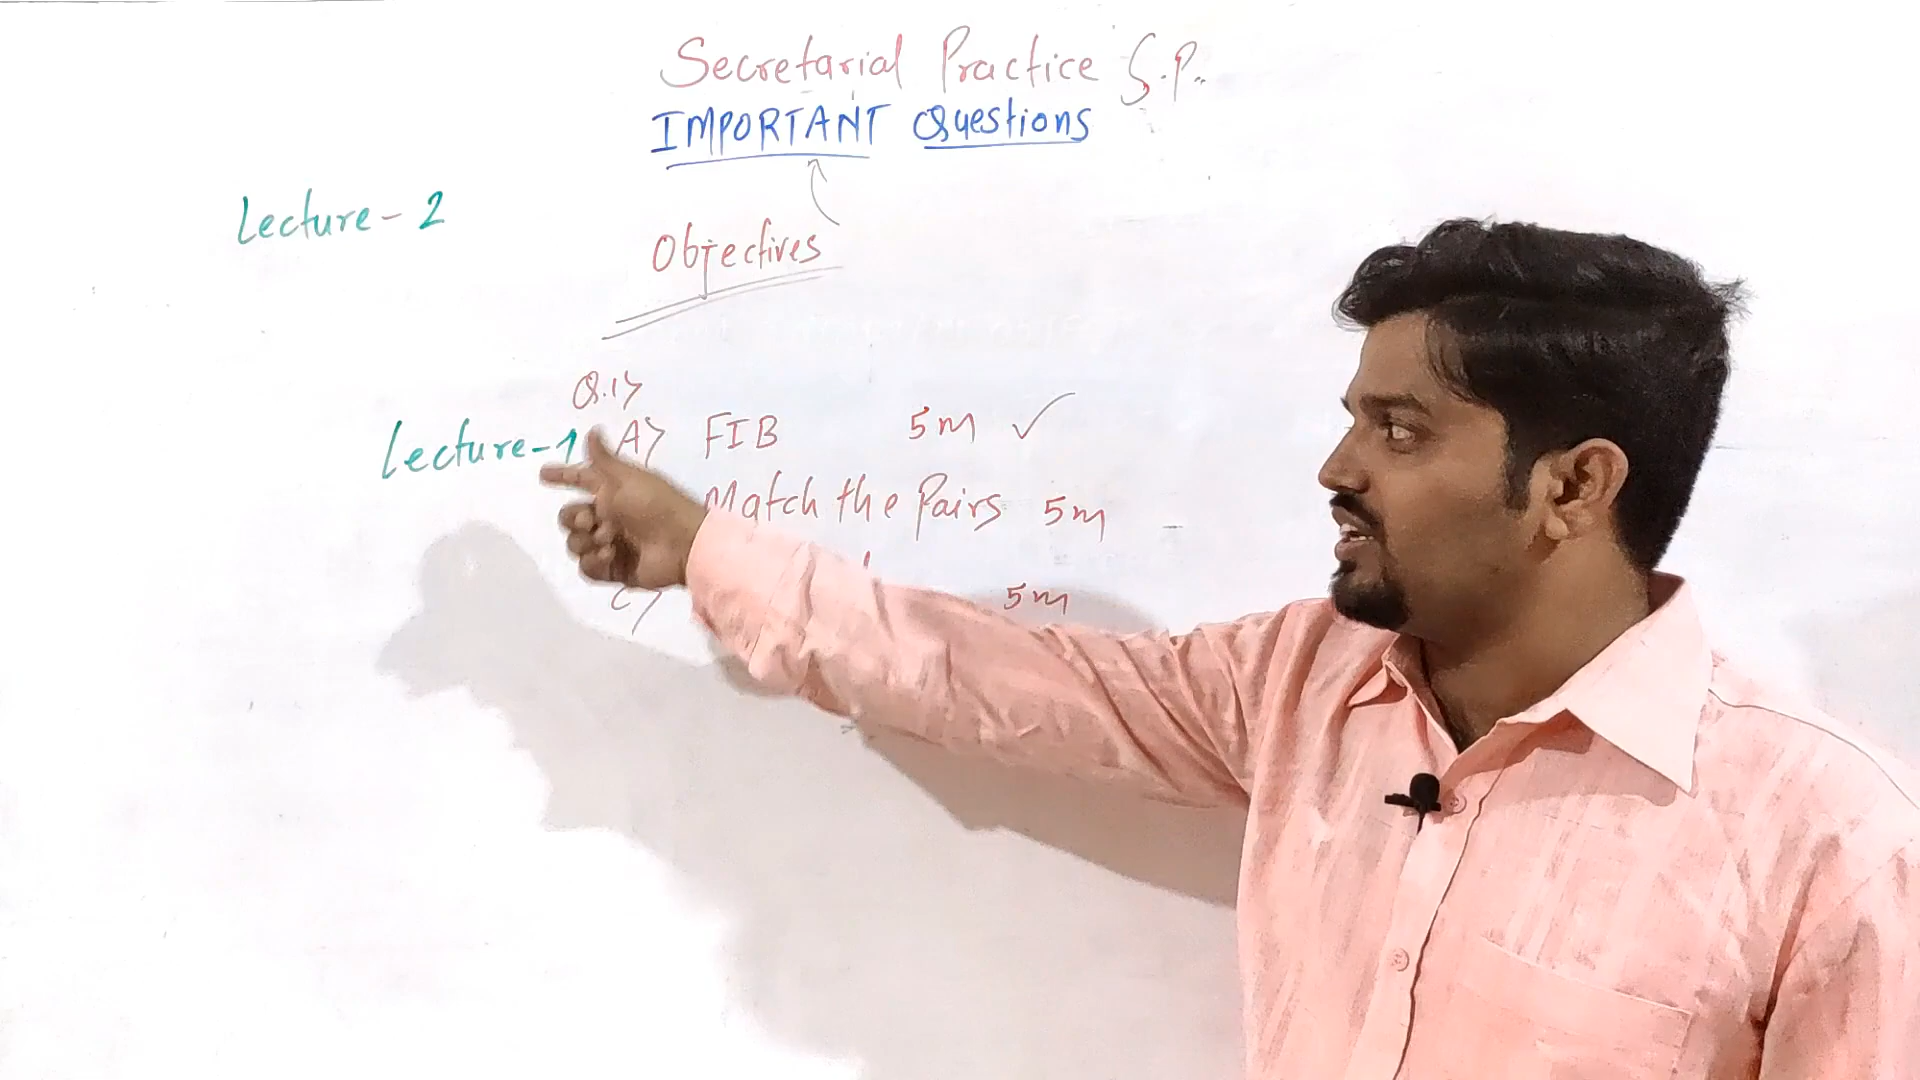 Secretarial Practice S.P.
IMPORTANT Questions
Lecture - 2
Objectives
Q.1>
Lecture-1 A> FIB 5m ✓
Match the Pairs 5m
C> 5m